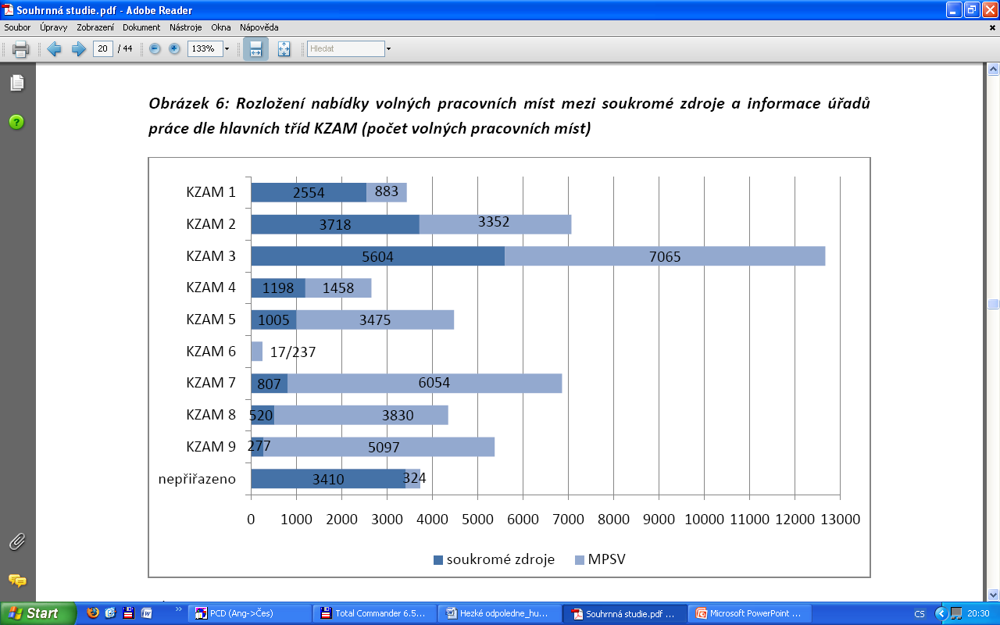 Souhrnná studie.pdf - Adobe Reader
Soubor Úpravy Zobrazení Dokument Nástroje Okna Nápověda
20 / 44 133% Hledat
Obrázek 6: Rozložení nabídky volných pracovních míst mezi soukromé zdroje a informace úřadů
práce dle hlavních tříd KZAM (počet volných pracovních míst)
KZAM 1 2554 883
KZAM 2 3718 3352
KZAM 3 5604 7065
KZAM 4 1198 1458
KZAM 5 1005 3475
KZAM 6 17/237
KZAM 7 807 6054
KZAM 8 520 3830
KZAM 9 277 5097
nepřiřazeno 3410 324
0 1000 2000 3000 4000 5000 6000 7000 8000 9000 10000 11000 12000 13000
soukromé zdroje MPSV
Start PCD (Ang->Čes) Total Commander 6.5... Hezké odpoledne_hu... Souhrnná studie.pdf ... Microsoft PowerPoint ... CS 20:30